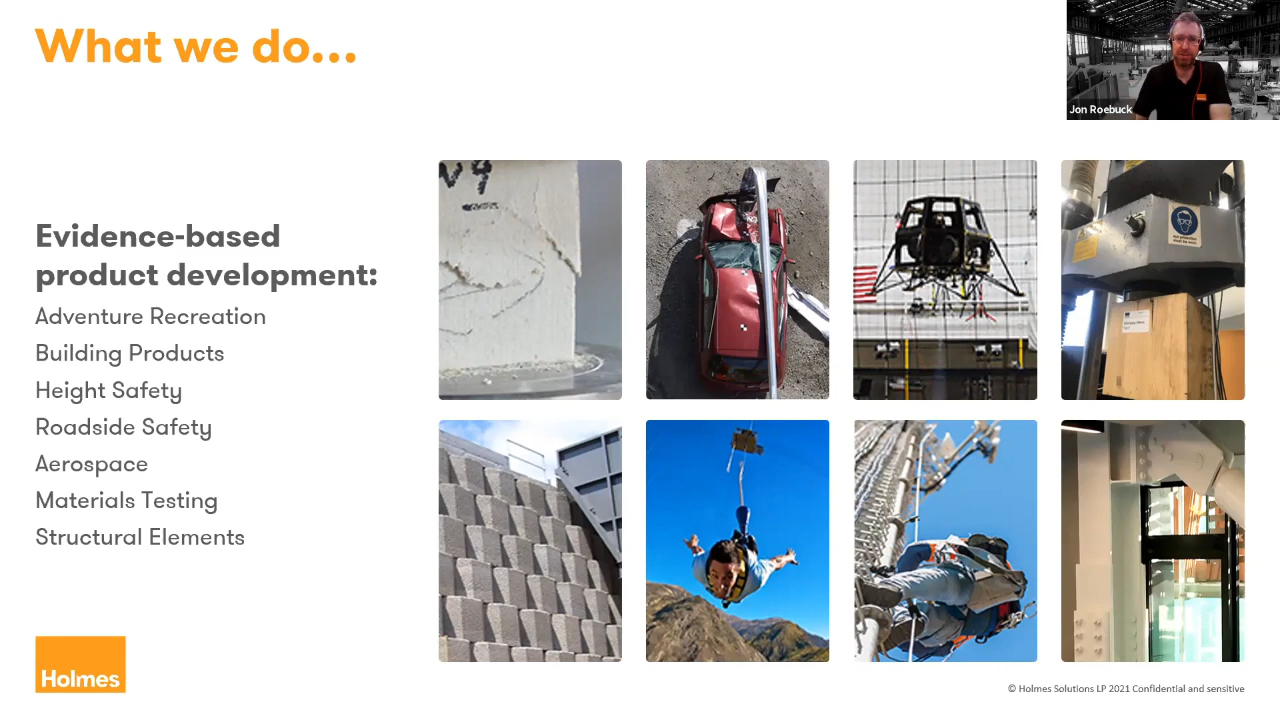 What we do...
Jon Roebuck
Evidence-based
product development:
Adventure Recreation
Building Products
Height Safety
Roadside Safety
Aerospace
Materials Testing
Structural Elements
V9
Holmes
© Holmes Solutions LP 2021 Confidential and sensitive